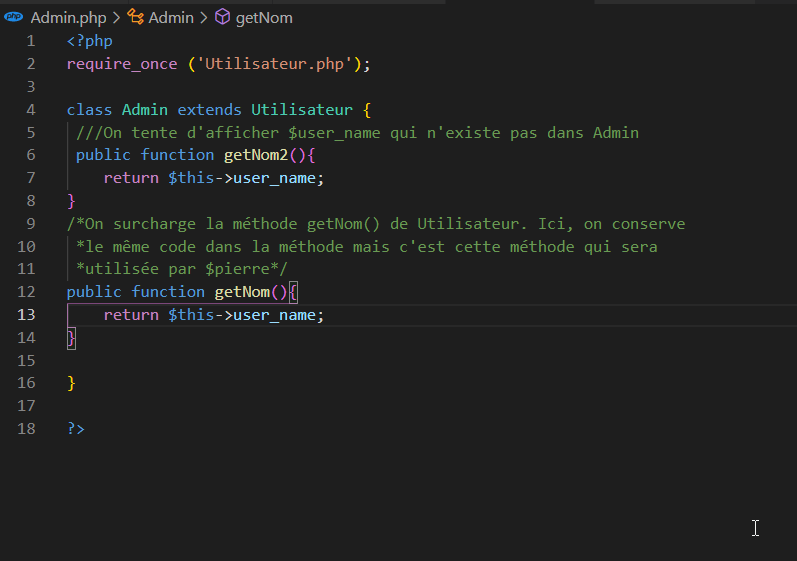 php Admin.php > Admin > getNom
1 <?php
2 require_once ('Utilisateur.php');
3
4 class Admin extends Utilisateur {
5 ///On tente d'afficher $user_name qui n'existe pas dans Admin
6 public function getNom2(){
7 return $this->user_name;
8 }
9 /*On surcharge la méthode getNom() de Utilisateur. Ici, on conserve
10 *le même code dans la méthode mais c'est cette méthode qui sera
11 *utilisée par $pierre*/
12 public function getNom(){
13 return $this->user_name;
14 }
15
16 }
17
18 ?>